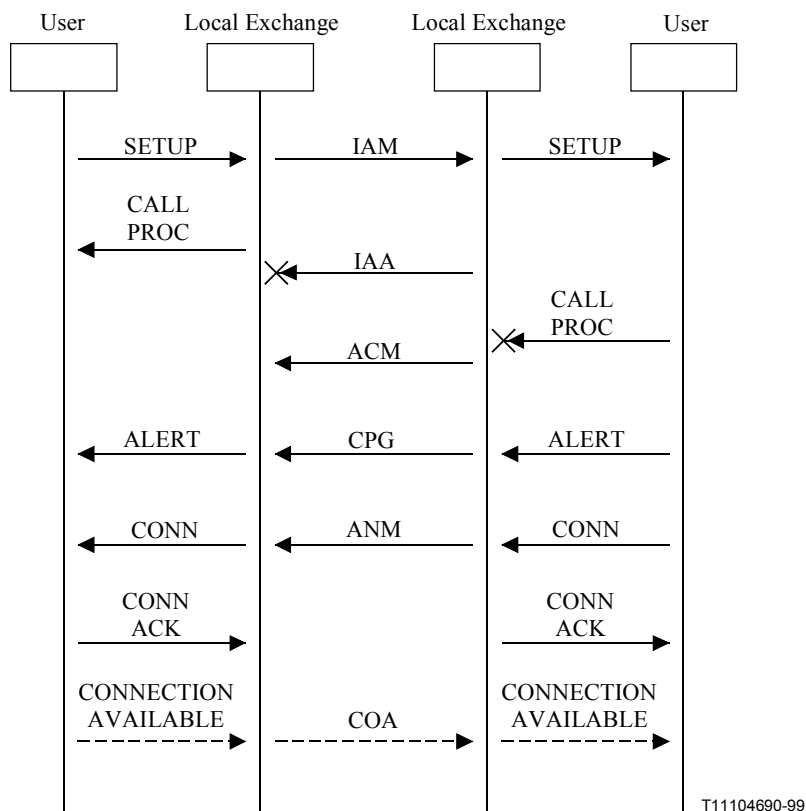 User
Local Exchange
Local Exchange
User
SETUP
IAM
SETUP
CALL
PROC
IAA
CALL
PROC
ACM
ALERT
CPG
ALERT
CONN
ANM
CONN
CONN
ACK
CONN
ACK
CONNECTION
AVAILABLE
COA
CONNECTION
AVAILABLE
T11104690-99